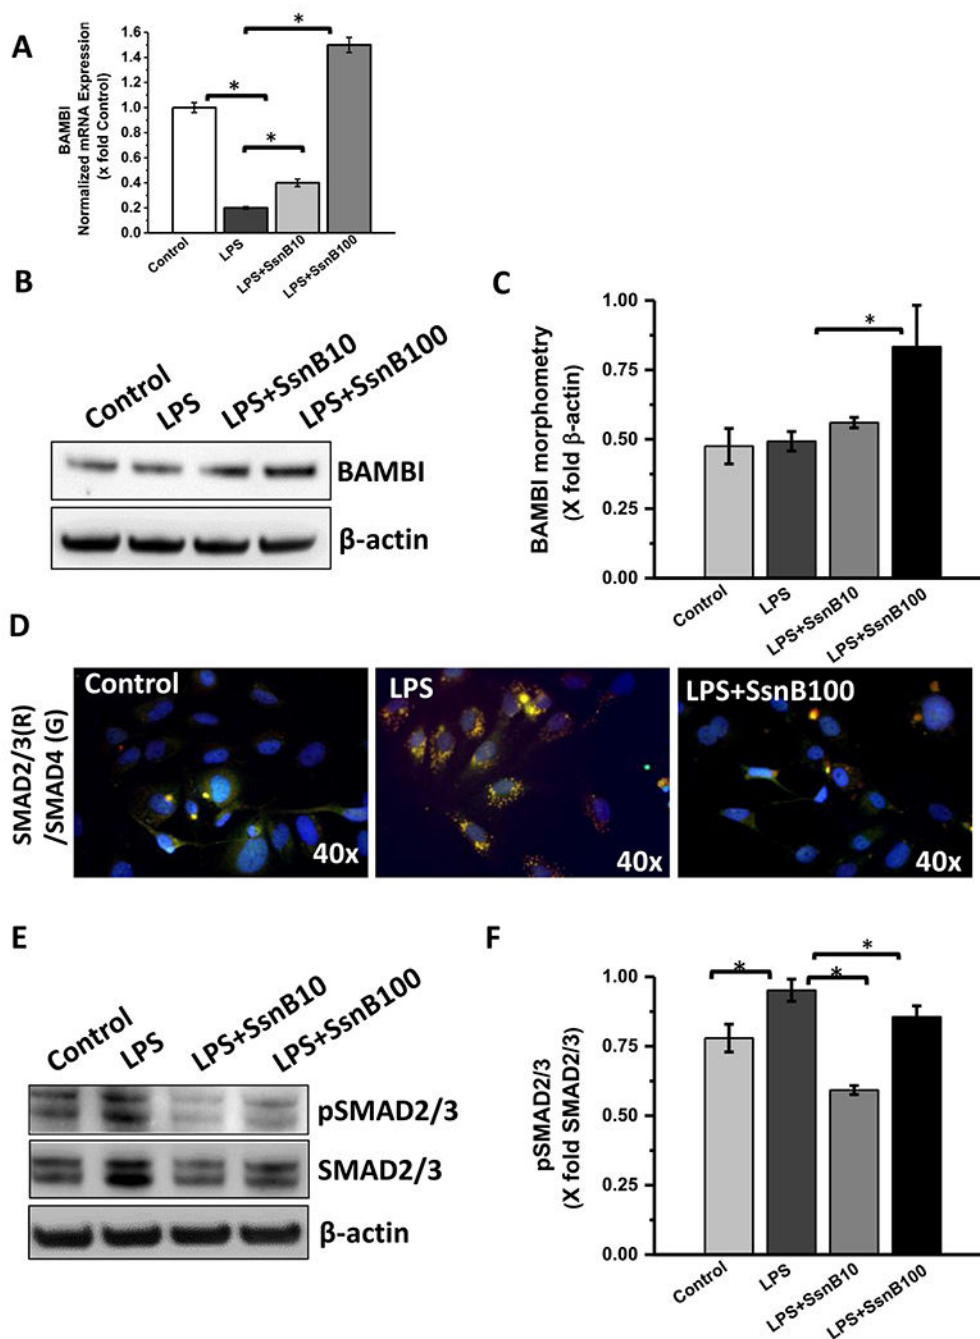 A
BAMBI
Normalized mRNA Expression
(x fold Control)
1.6
1.4
1.2
1.0
0.8
0.6
0.4
0.2
0.0
*
*
*
Control
LPS
LPS+SsnB10
LPS+SsnB100
B
Control
LPS
LPS+SsnB10
LPS+SsnB100
BAMBI
β-actin
C
BAMBI morphometry
(X fold β-actin)
1.00
0.75
0.50
0.25
0.00
*
Control
LPS
LPS+SsnB10
LPS+SsnB100
D
SMAD2/3(R)
/SMAD4 (G)
Control
40x
LPS
40x
LPS+SsnB100
40x
E
Control
LPS
LPS+SsnB10
LPS+SsnB100
pSMAD2/3
SMAD2/3
β-actin
F
pSMAD2/3
(X fold SMAD2/3)
1.00
0.75
0.50
0.25
0.00
*
*
*
Control
LPS
LPS+SsnB10
LPS+SsnB100